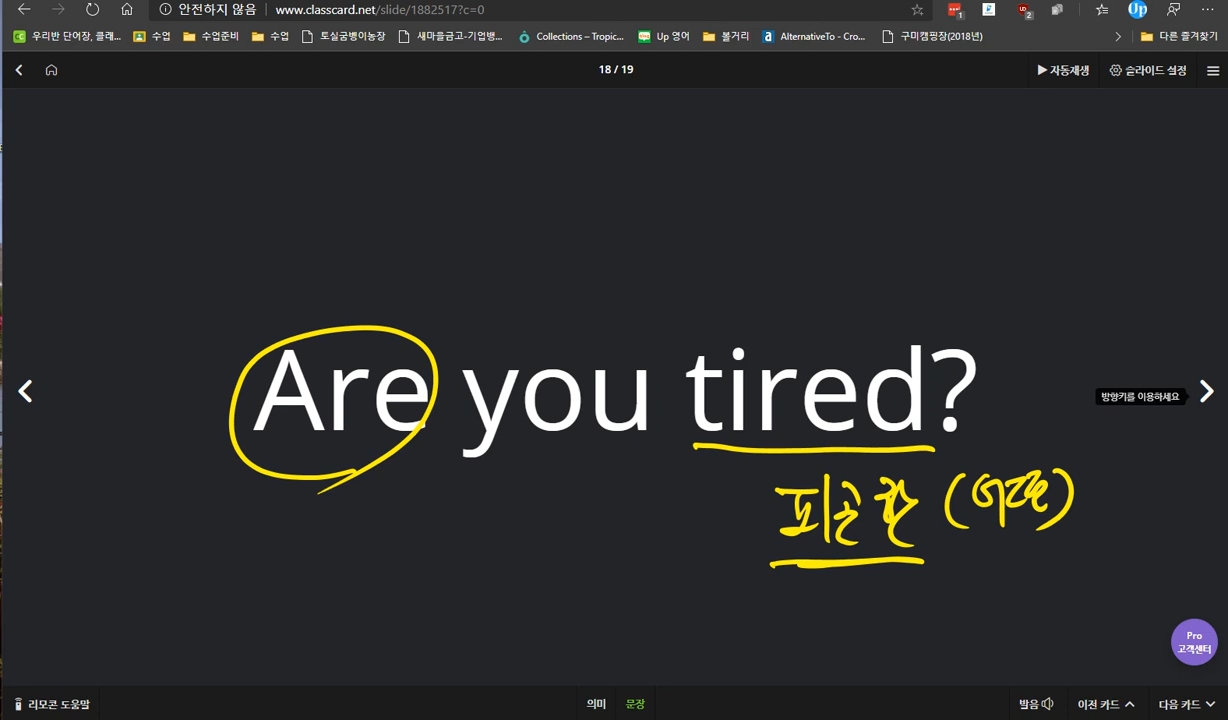 안전하지 않음 www.classcard.net/slide/1882517?c=0 1 2 Up
우리반 단어장, 클래... 수업 수업준비 수업 토실굼벵이농장 새마을금고-기업뱅... Collections – Tropic... Up 영어 볼거리 AlternativeTo - Cro... 구미캠핑장(2018년) 다른 즐겨찾기
18 / 19 자동재생 슬라이드 설정
Are you tired?
방향키를 이용하세요
피곤한
Pro
고객센터
리모콘 도움말 의미 문장 발음 이전 카드 다음 카드